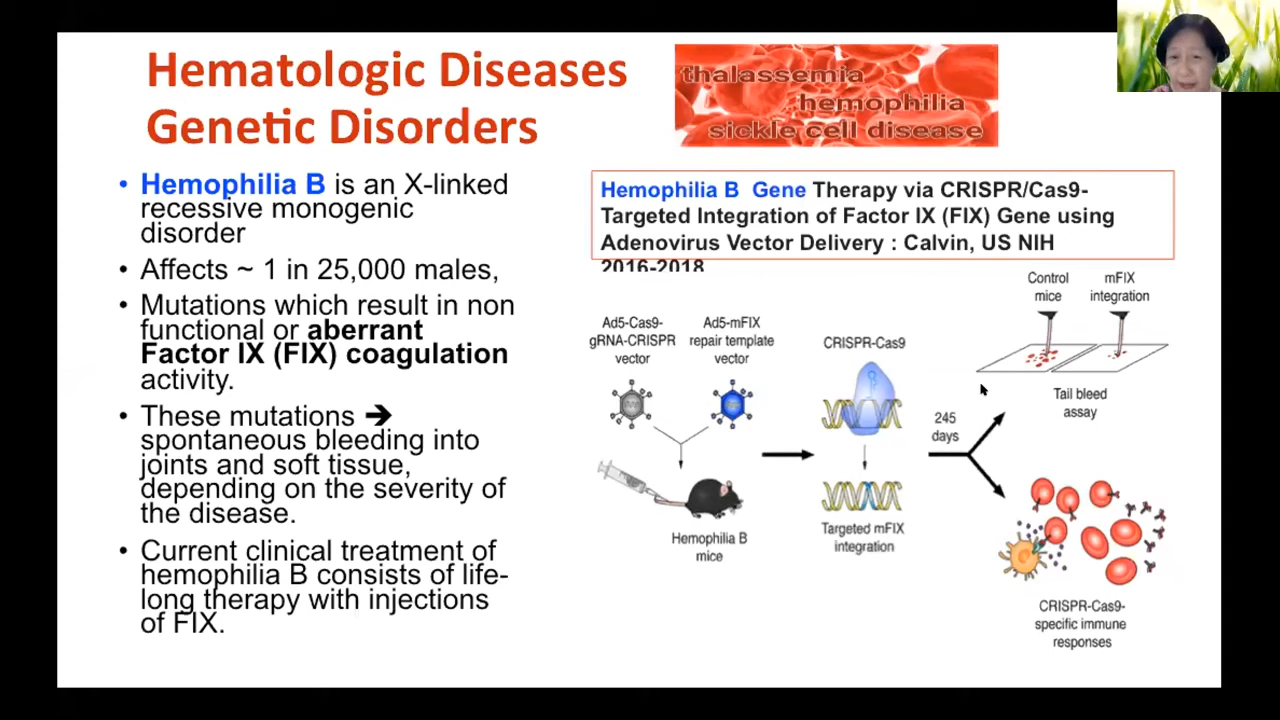 Hematologic Diseases
Genetic Disorders
thalassemia
hemophilia
sickle cell disease
• Hemophilia B is an X-linked
recessive monogenic
disorder
• Affects ~ 1 in 25,000 males,
• Mutations which result in non
functional or aberrant
Factor IX (FIX) coagulation
activity.
• These mutations ➔
spontaneous bleeding into
joints and soft tissue,
depending on the severity of
the disease.
• Current clinical treatment of
hemophilia B consists of life-
long therapy with injections
of FIX.
Hemophilia B Gene Therapy via CRISPR/Cas9-
Targeted Integration of Factor IX (FIX) Gene using
Adenovirus Vector Delivery : Calvin, US NIH
2016-2018
Ad5-Cas9-
gRNA-CRISPR
vector
Ad5-mFIX
repair template
vector
Hemophilia B
mice
CRISPR-Cas9
Targeted mFIX
integration
245
days
Control
mice
mFIX
integration
Tail bleed
assay
CRISPR-Cas9-
specific immune
responses